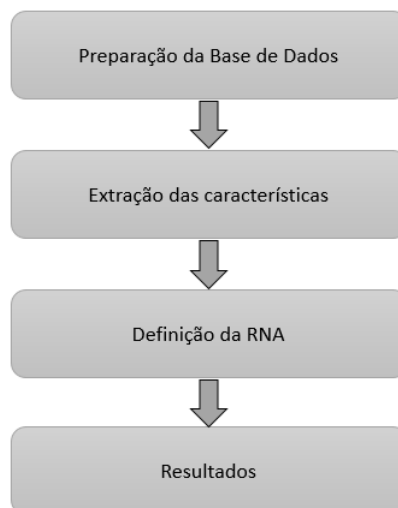 Preparação da Base de Dados
Extração das características
Definição da RNA
Resultados